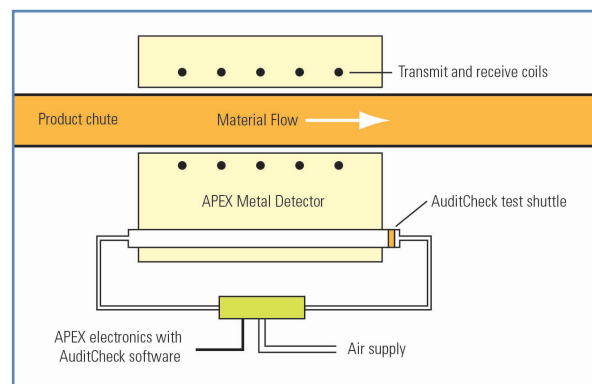 Transmit and receive coils
Product chute
Material Flow
APEX Metal Detector
AuditCheck test shuttle
APEX electronics with
AuditCheck software
Air supply